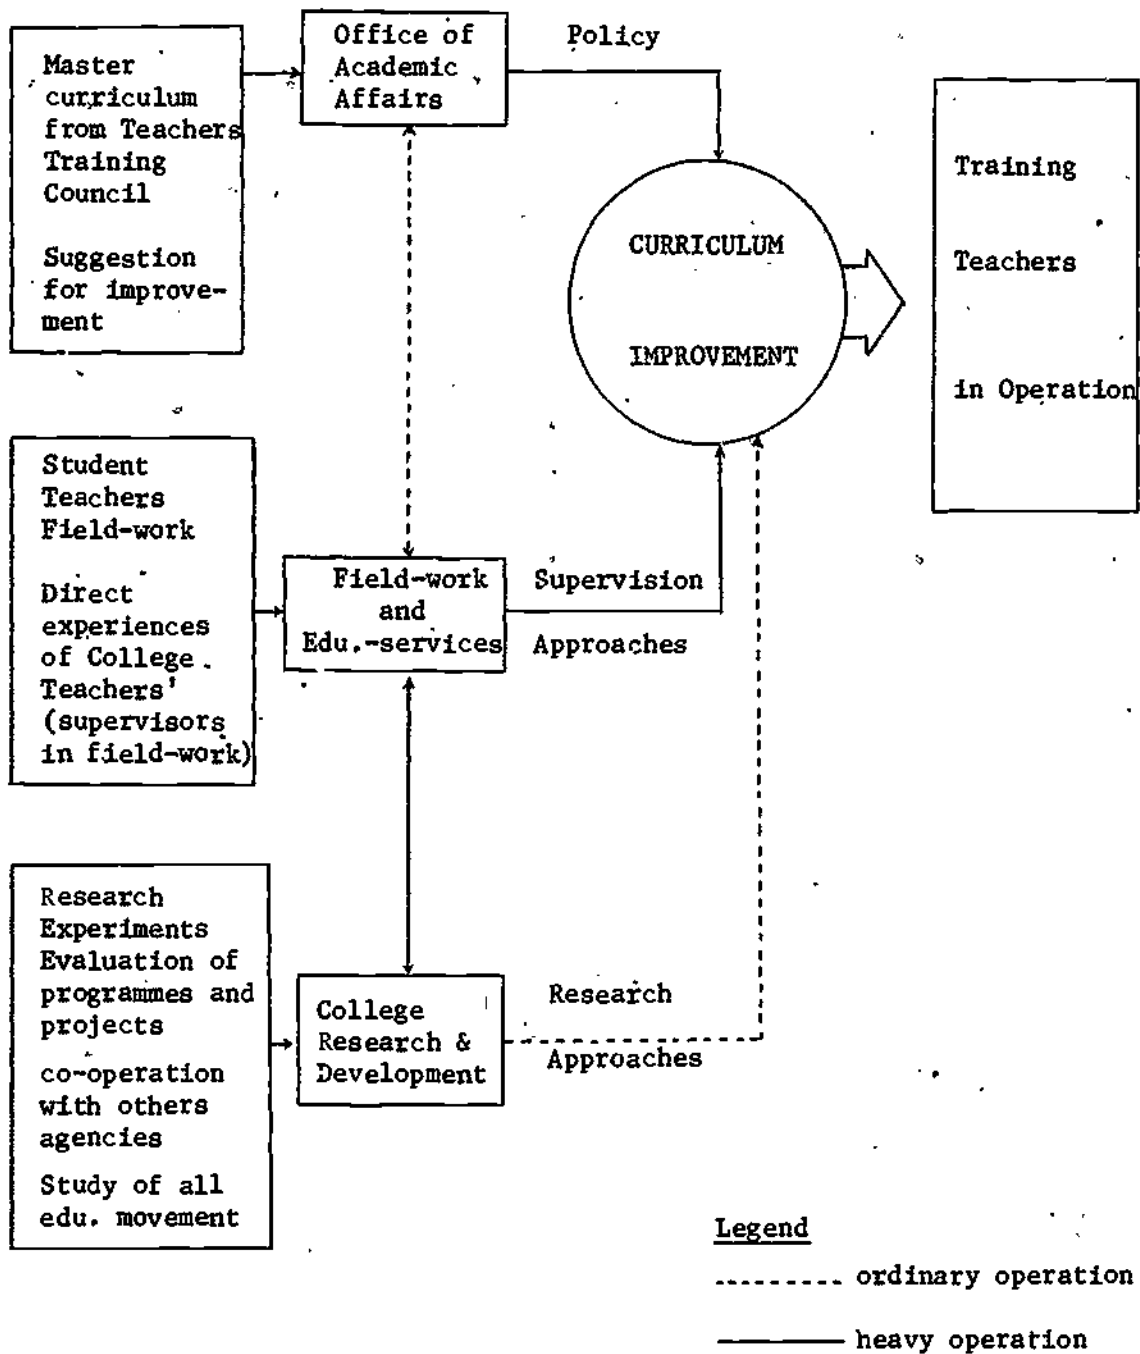 Master
curriculum
from Teachers
Training
Council
Suggestion
for improve-
ment
Office of
Academic
Affairs
Policy
CURRICULUM
IMPROVEMENT
Training
Teachers
in Operation
Student
Teachers
Field-work
Direct
experiences
of College
Teachers'
(supervisors
in field-work)
Field-work
and
Edu.-services
Supervision
Approaches
Research
Experiments
Evaluation of
programmes and
projects
co-operation
with others
agencies
Study of all
edu. movement
College
Research &
Development
Research
Approaches
Legend
ordinary operation
heavy operation